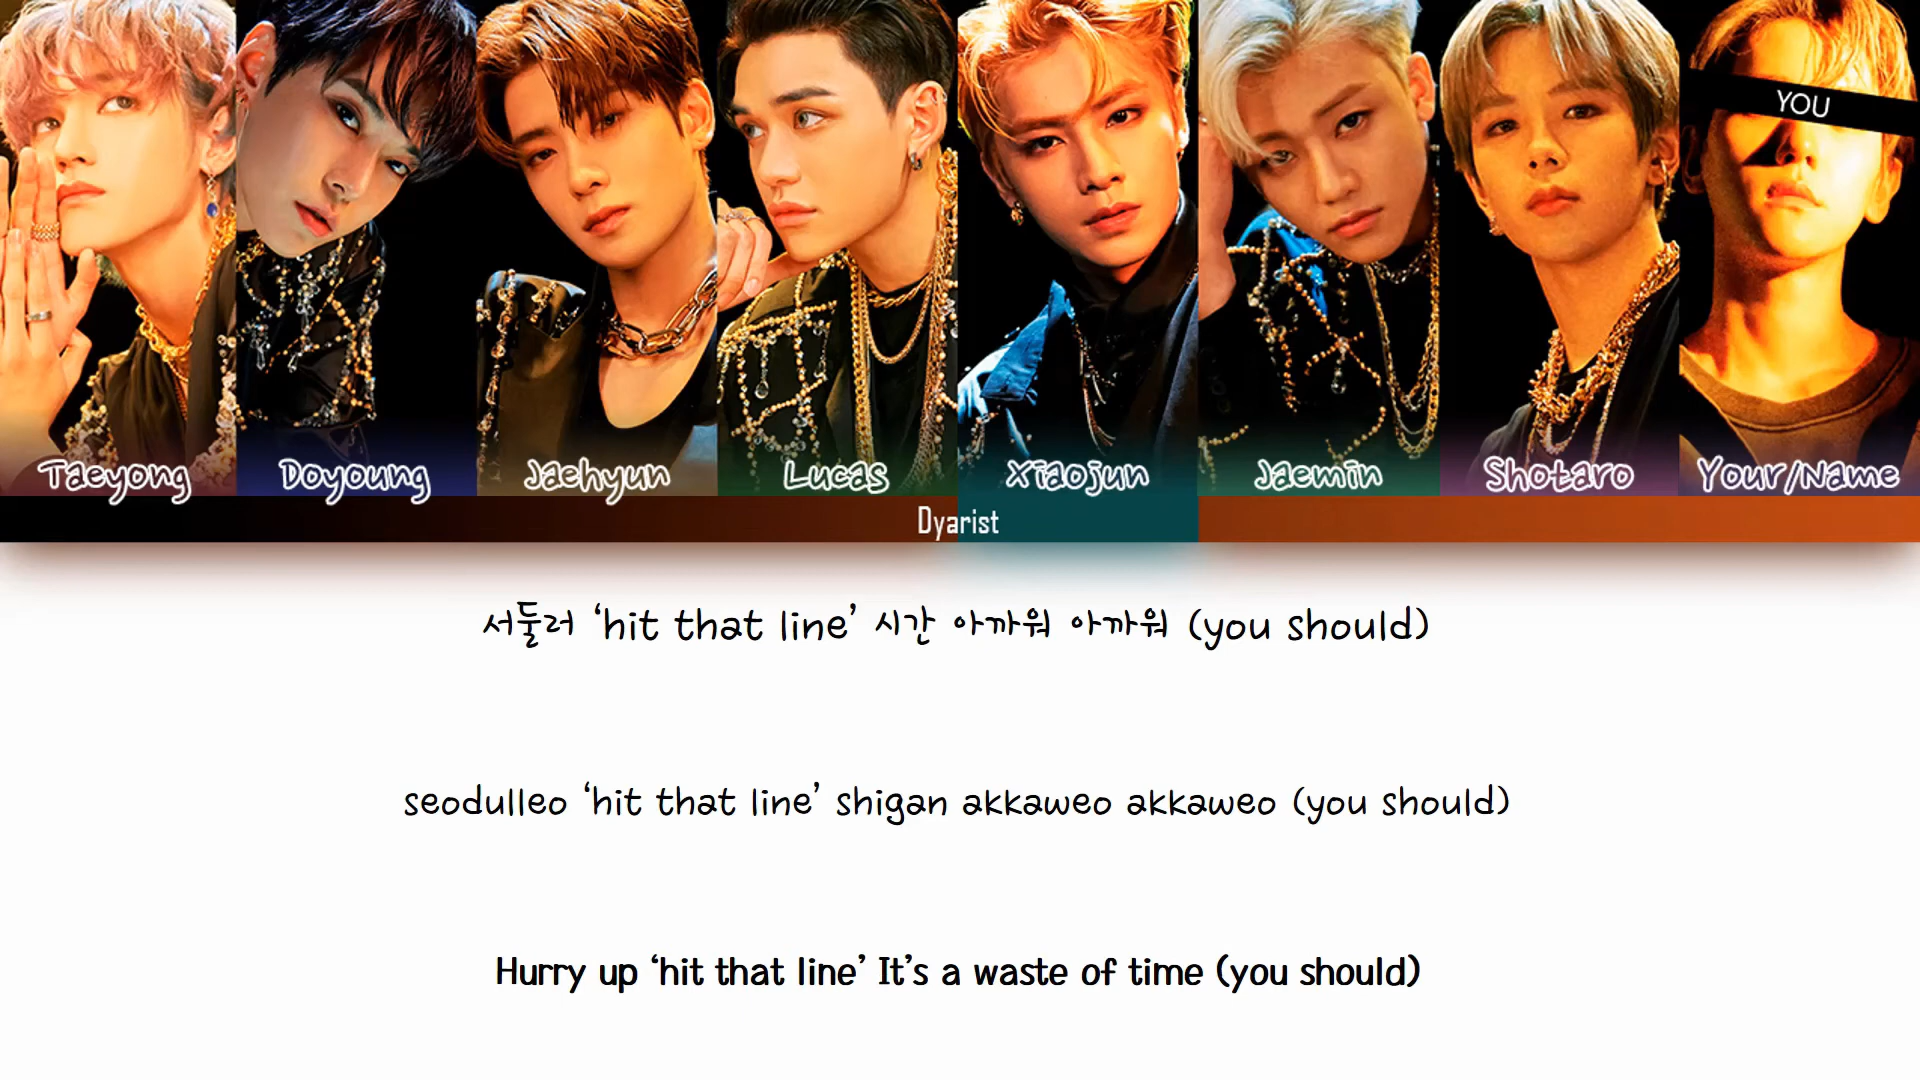 YOU
Taeyong Doyoung Jaehyun Lucas Xiaojun Jaemin Shotaro Your/Name
Dyarist
서둘러 ‘hit that line’ 시간 아까워 아까워 (you should)
seodulleo ‘hit that line’ shigan akkaweo akkaweo (you should)
Hurry up ‘hit that line’ It's a waste of time (you should)